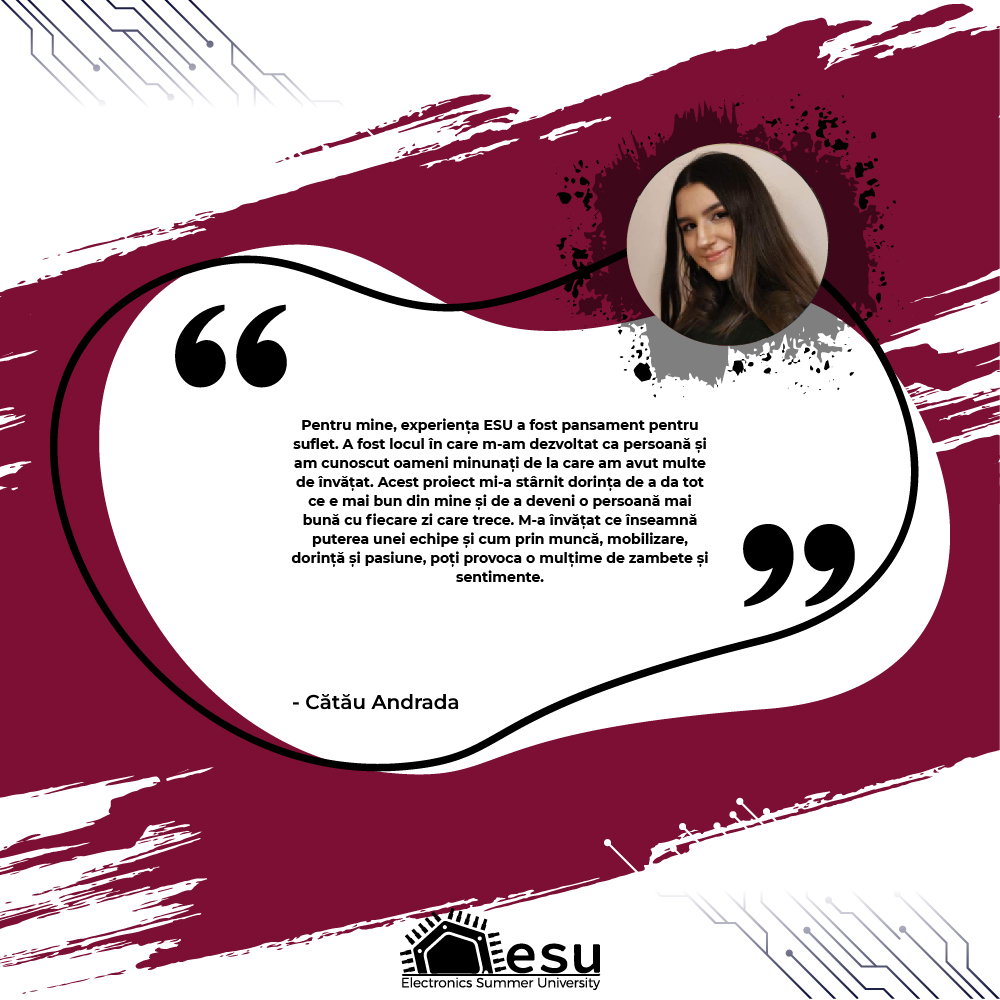 Pentru mine, experiența ESU a fost pansament pentru
suflet. A fost locul în care m-am dezvoltat ca persoană și
am cunoscut oameni minunați de la care am avut multe
de învățat. Acest proiect mi-a stârnit dorința de a da tot
ce e mai bun din mine și de a deveni o persoană mai
bună cu fiecare zi care trece. M-a învățat ce înseamnă
puterea unei echipe și cum prin muncă, mobilizare,
dorință și pasiune, poți provoca o mulțime de zambete și
sentimente.
- Cătău Andrada
esu
Electronics Summer University